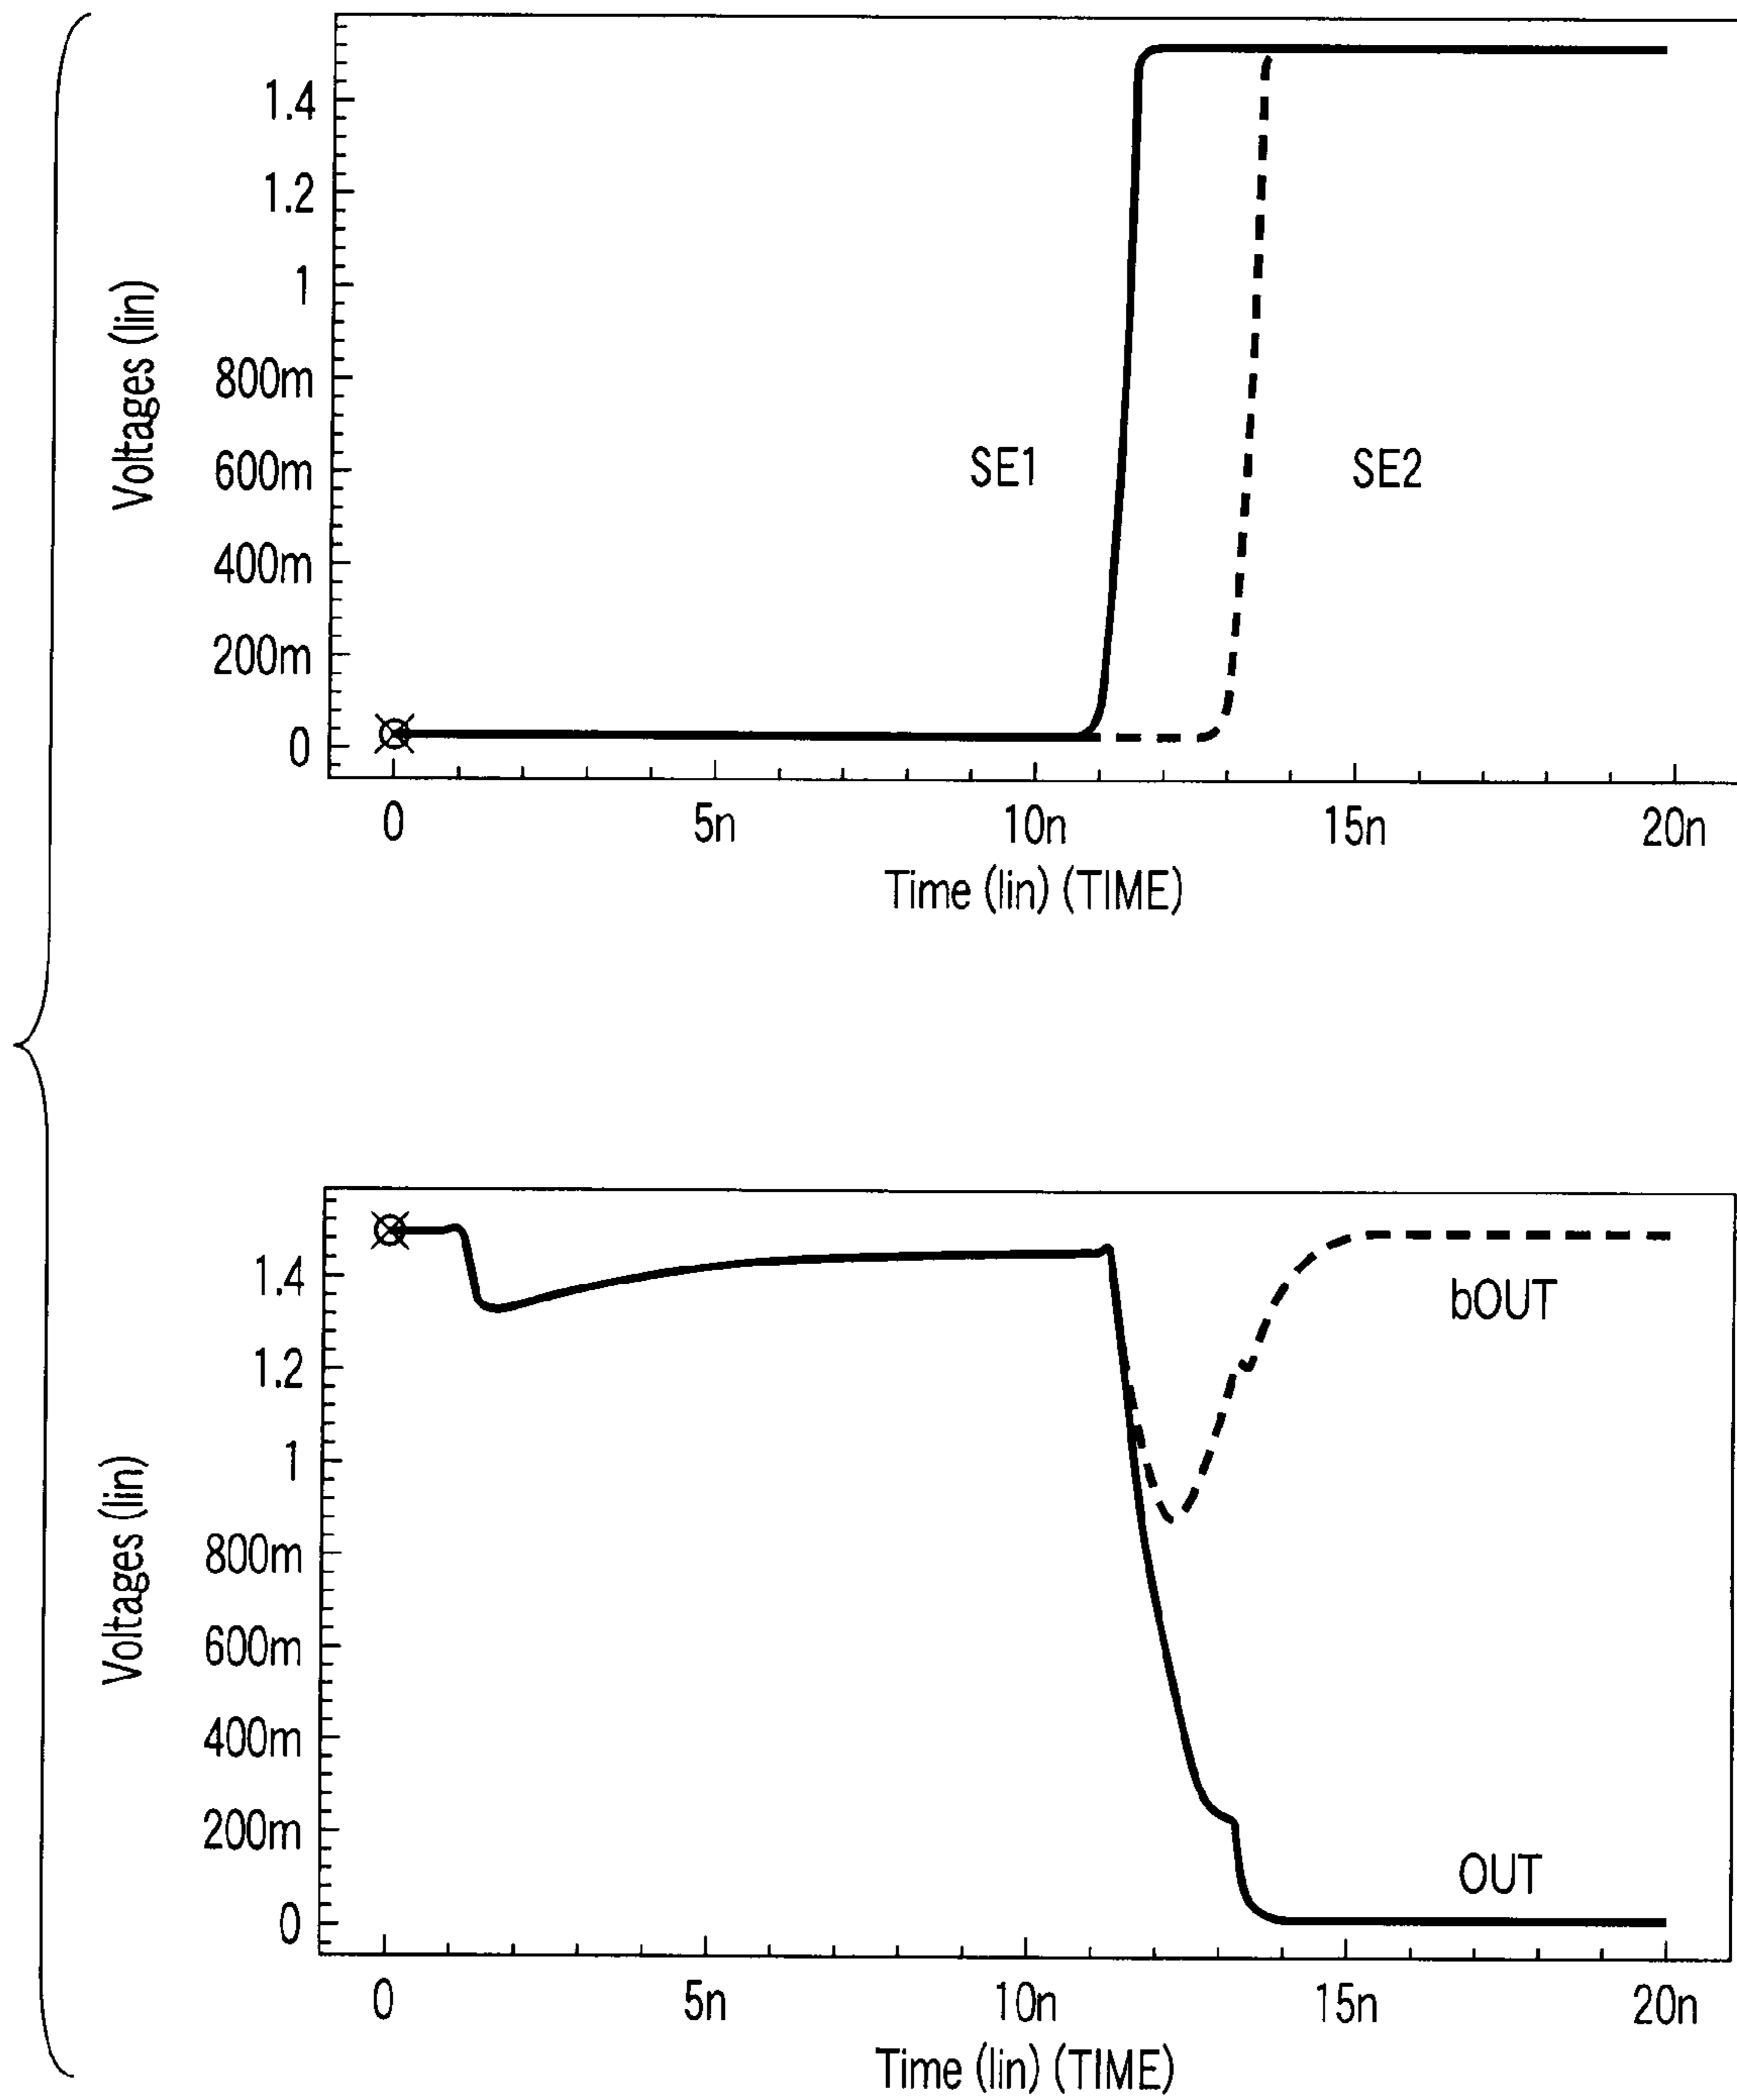 1.4
1.2
1
800m
600m
400m
200m
0
Voltages (lin)
SE1
SE2
0
5n
10n
15n
20n
Time (lin) (TIME)
1.4
1.2
1
800m
600m
400m
200m
0
Voltages (lin)
bOUT
OUT
0
5n
10n
15n
20n
Time (lin) (TIME)